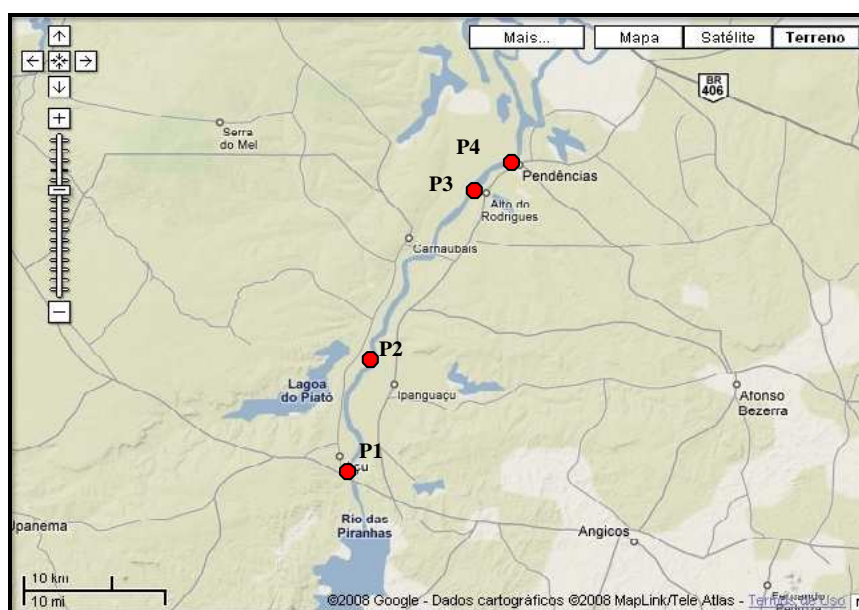 Mais...
Mapa
Satélite
Terreno
BR
406
Serra
do Mel
P4
Pendências
P3
Alto do
Rodrigues
Carnaubais
P2
Lagoa
do Piató
Ipanguaçu
Afonso
Bezerra
P1
Rio das
Piranhas
Upanema
Angicos
10 km
10 mi
©2008 Google - Dados cartográficos ©2008 MapLink/Tele Atlas - Termos de Uso